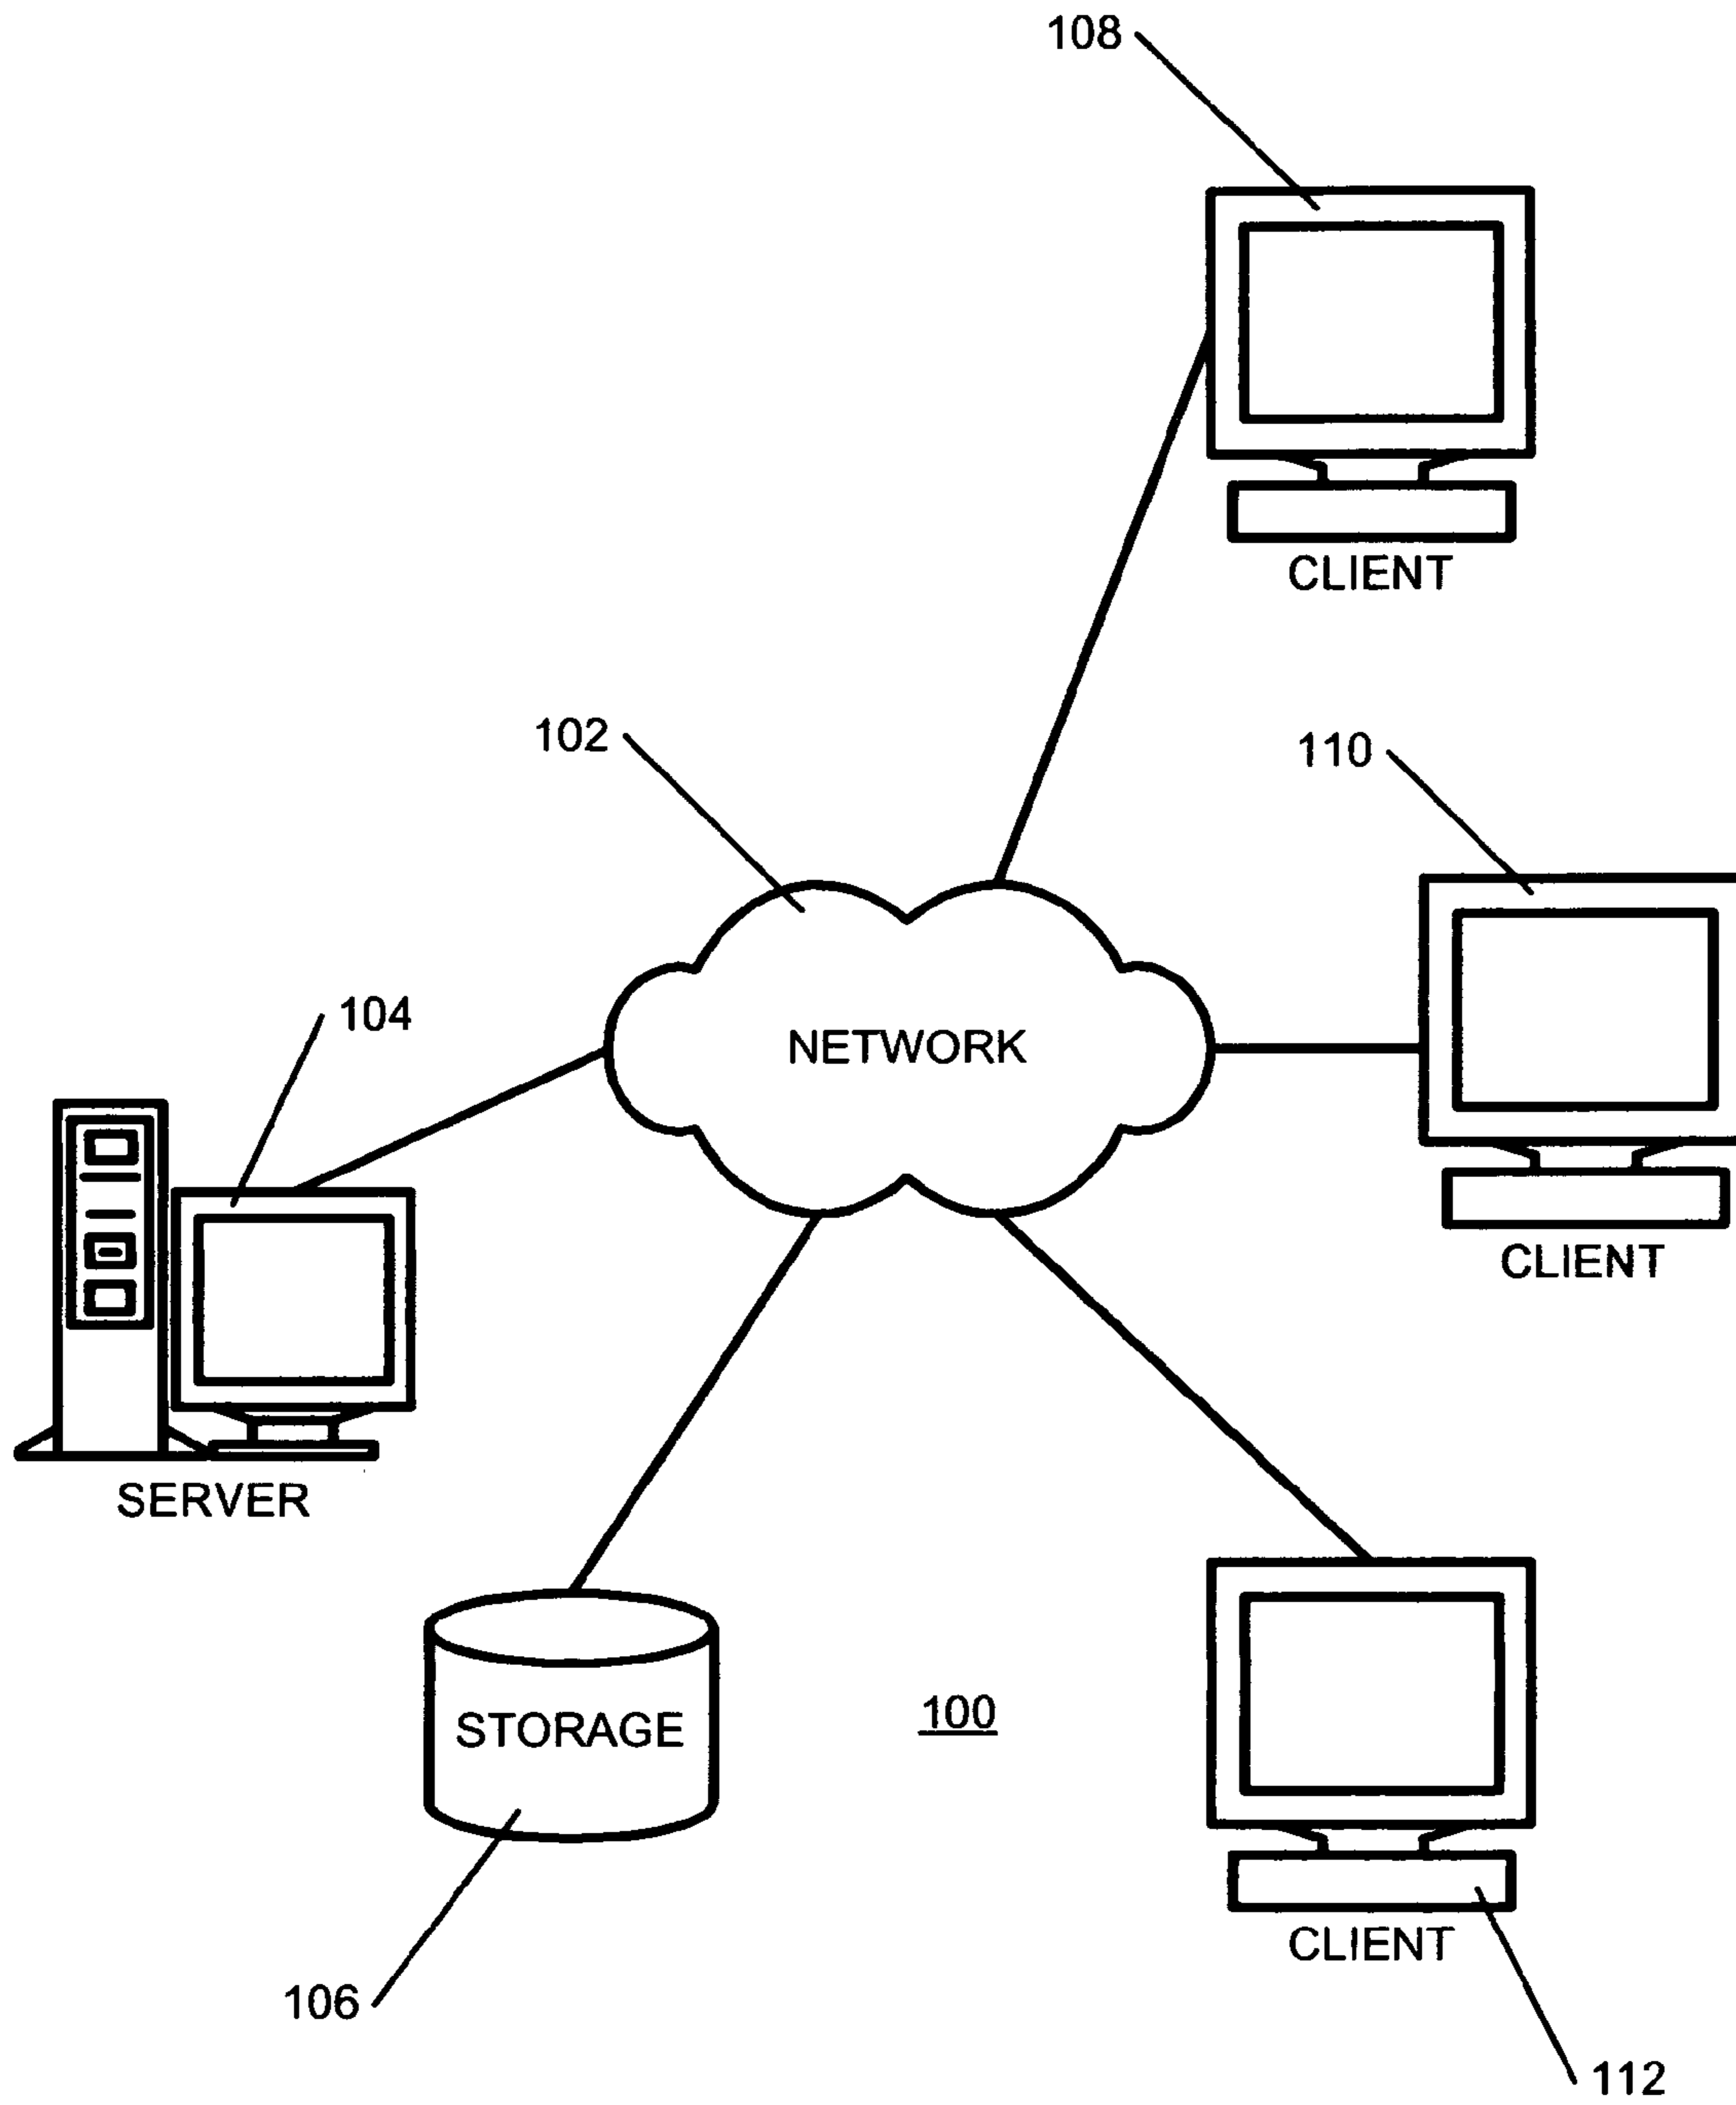 108
CLIENT
102
110
104
NETWORK
CLIENT
SERVER
STORAGE
100
CLIENT
106
112